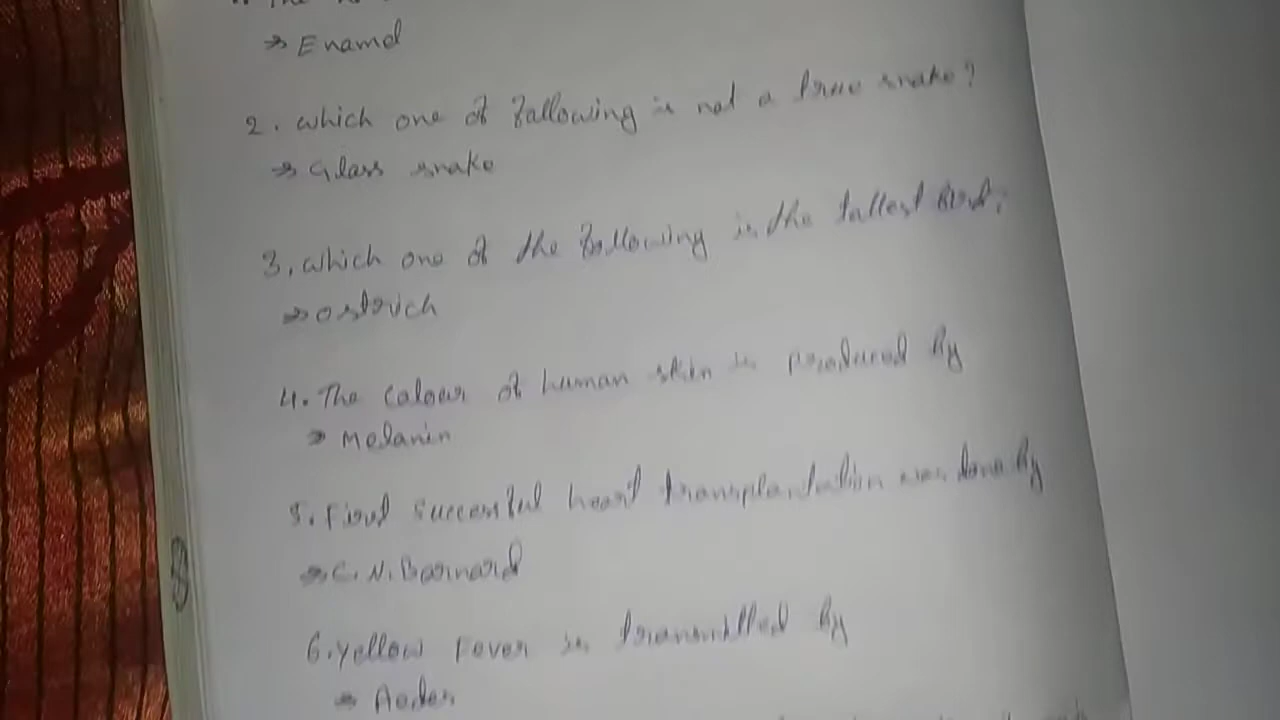 → Enamel
2. which one of following is not a true snake?
→ Glass snake
3. which one of the following is the tallest Bird;
→ ostrich
4. The colour of human skin is produced By
→ Melanin
5. First successful heart transplantation was done By
→ C. N. Barnard
6. yellow Fever is transmitted By
→ Aedes